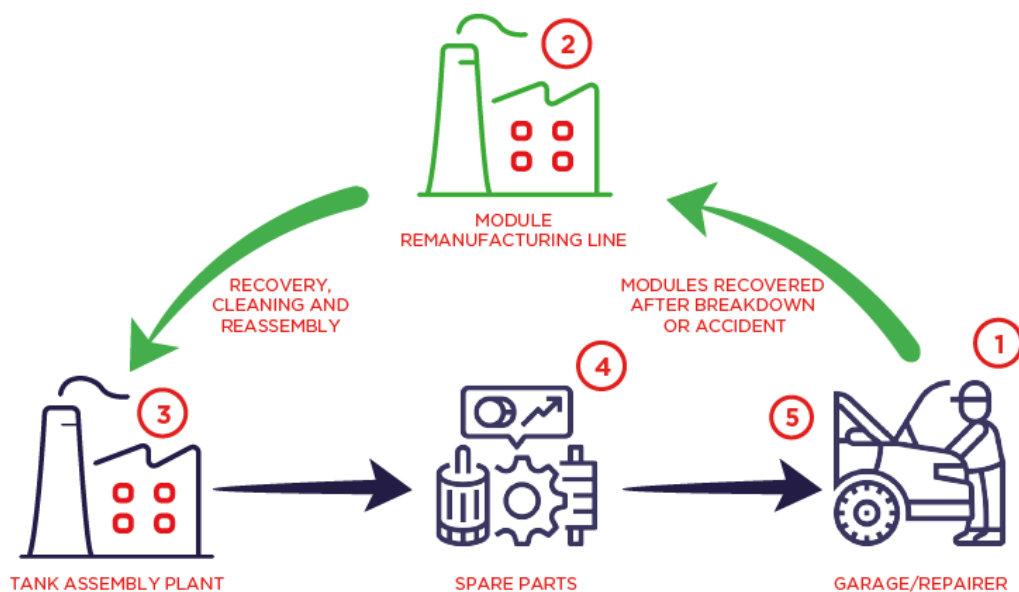 2
MODULE
REMANUFACTURING LINE
RECOVERY,
CLEANING AND
REASSEMBLY
MODULES RECOVERED
AFTER BREAKDOWN
OR ACCIDENT
1
3
4
5
TANK ASSEMBLY PLANT
SPARE PARTS
GARAGE/REPAIRER